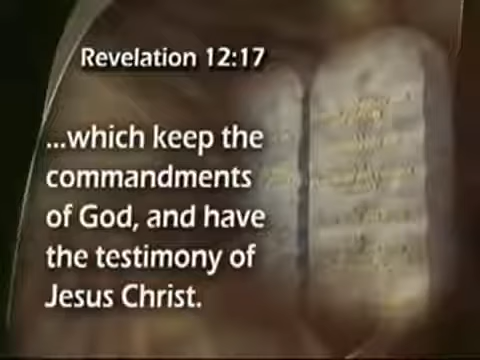 Revelation 12:17
...which keep the
commandments
of God, and have
the testimony of
Jesus Christ.